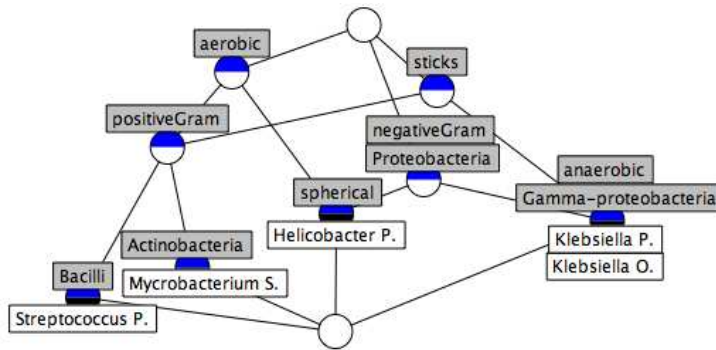 aerobic
sticks
positiveGram
negativeGram
Proteobacteria
anaerobic
spherical
Gamma-proteobacteria
Helicobacter P.
Klebsiella P.
Actinobacteria
Klebsiella O.
Bacilli
Mycrobacterium S.
Streptococcus P.